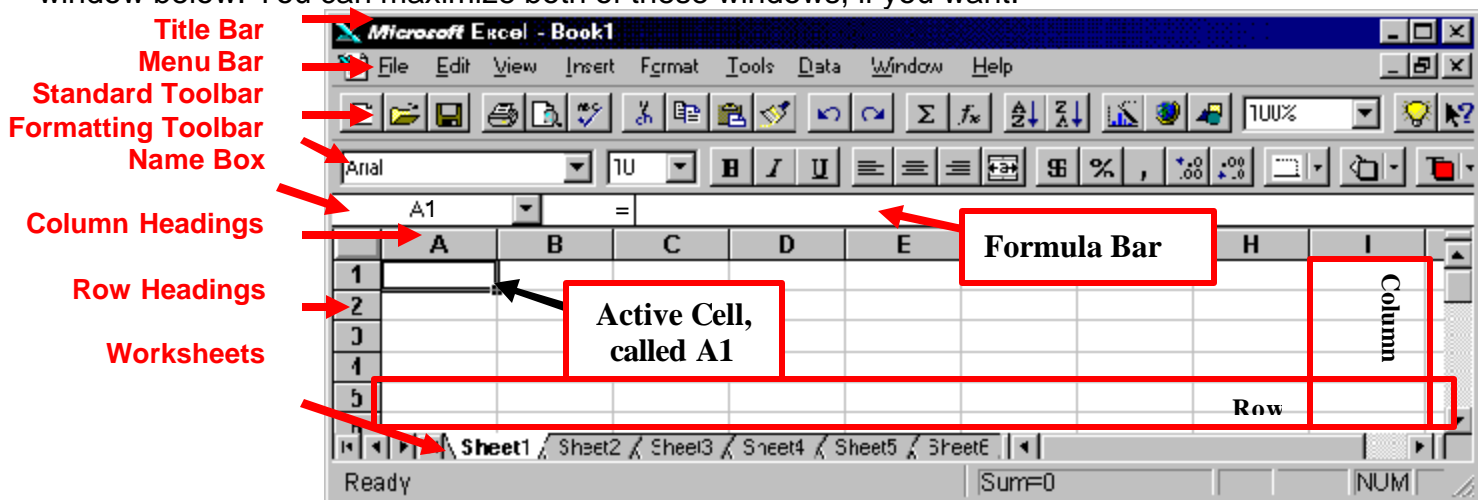 window below. You can maximize both of these windows, if you want.
Title Bar
Menu Bar
Standard Toolbar
Formatting Toolbar
Name Box
Column Headings
Row Headings
Worksheets
Microsoft Excel - Book1
File Edit View Insert Format Tools Data Window Help
100%
Arial 10 B I U $ % ,
A1 =
Formula Bar
A B C D E H I
1
2
3
4
5
Active Cell,
called A1
Column
Row
Sheet1 Sheet2 Sheet3 Sheet4 Sheet5 Sheet6
Ready Sum=0 NUM